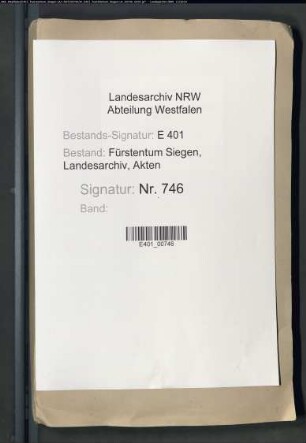 Landesarchiv NRW
Abteilung Westfalen
Bestands-Signatur: E 401
Bestand: Fürstentum Siegen,
Landesarchiv, Akten
Signatur: Nr. 746
Band:
E401_00746